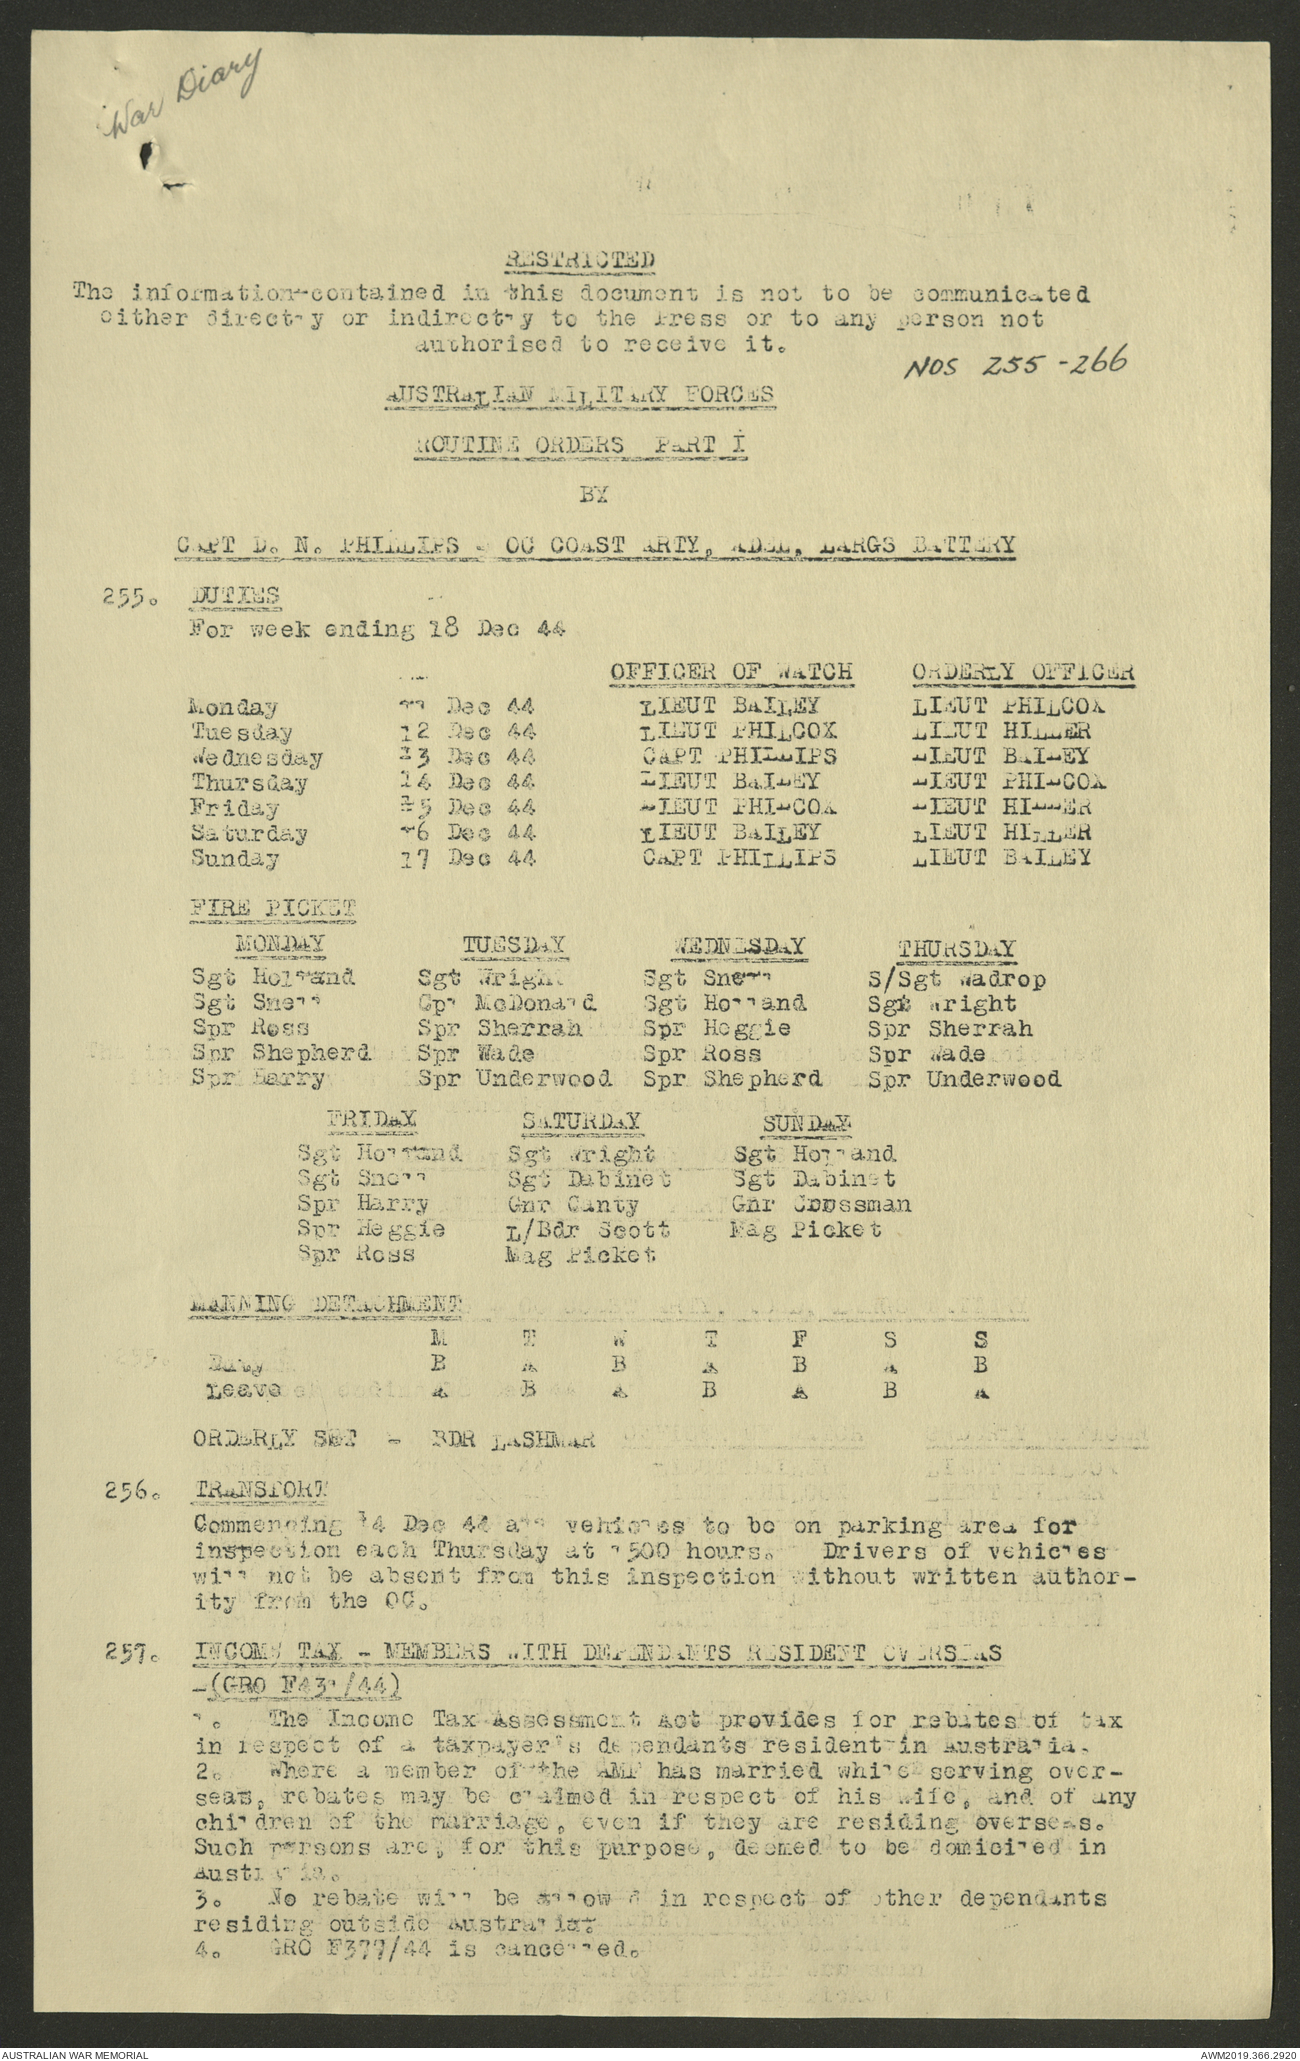 War Diary
RESTRICTED
The information contained in this document is not to be communicated
either directly or indirectly to the Press or to any person not
authorised to receive it.
NOS 255-266
AUSTRALIAN MILITARY FORCES
ROUTINE ORDERS PART I
BY
CAPT D. N. PHILLIPS - OC COAST ARTY, ADEL, LARGS BATTERY
255. DUTIES
For week ending 18 Dec 44
OFFICER OF WATCH ORDERLY OFFICER
Monday 11 Dec 44 LIEUT BAILEY LIEUT PHILCOX
Tuesday 12 Dec 44 LIEUT PHILCOX LIEUT HILLER
Wednesday 13 Dec 44 CAPT PHILLIPS LIEUT BAILEY
Thursday 14 Dec 44 LIEUT BAILEY LIEUT PHILCOX
Friday 15 Dec 44 LIEUT PHILCOX LIEUT HILLER
Saturday 16 Dec 44 LIEUT BAILEY LIEUT HILLER
Sunday 17 Dec 44 CAPT PHILLIPS LIEUT BAILEY
FIRE PICKET
MONDAY TUESDAY WEDNESDAY THURSDAY
Sgt Holland Sgt Wright Sgt Snell S/Sgt Wadrop
Sgt Snell Cpl McDonald Sgt Holland Sgt Wright
Spr Ross Spr Sherrah Spr Heggie Spr Sherrah
Spr Shepherd Spr Wade Spr Ross Spr Wade
Spr Harry Spr Underwood Spr Shepherd Spr Underwood
FRIDAY SATURDAY SUNDAY
Sgt Holland Sgt Wright Sgt Holland
Sgt Snell Sgt Dabinet Sgt Dabinet
Spr Harry Gnr Canty Gnr Crossman
Spr Heggie L/Bdr Scott Mag Picket
Spr Ross Mag Picket
MANNING DETACHMENT
M T W T F S S
Duty B A B A B A B
Leave A B A B A B A
ORDERLY SGT - BDR LASHMAR
256. TRANSPORT
Commencing 14 Dec 44 all vehicles to be on parking area for
inspection each Thursday at 1500 hours. Drivers of vehicles
will not be absent from this inspection without written author-
ity from the OC.
257. INCOME TAX - MEMBERS WITH DEPENDANTS RESIDENT OVERSEAS
-(GRO F431/44)
1. The Income Tax Assessment Act provides for rebates of tax
in respect of a taxpayer's dependants resident in Australia.
2. Where a member of the AMF has married while serving over-
seas, rebates may be claimed in respect of his wife, and of any
children of the marriage, even if they are residing overseas.
Such persons are, for this purpose, deemed to be domiciled in
Australia.
3. No rebate will be allowed in respect of other dependants
residing outside Australia.
4. GRO F377/44 is cancelled.
AUSTRALIAN WAR MEMORIAL
AWM2019.366.2920